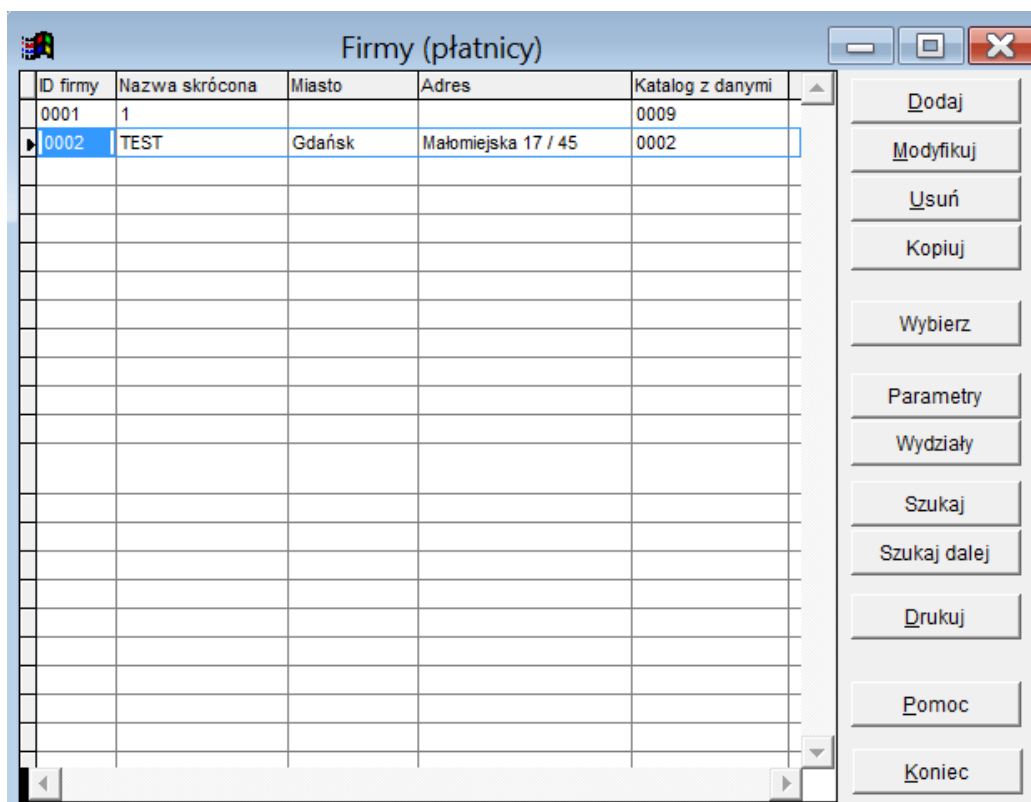 Firmy (płatnicy)
ID firmy Nazwa skrócona Miasto Adres Katalog z danymi
0001 1 0009
0002 TEST Gdańsk Małomiejska 17 / 45 0002
Dodaj
Modyfikuj
Usuń
Kopiuj
Wybierz
Parametry
Wydziały
Szukaj
Szukaj dalej
Drukuj
Pomoc
Koniec